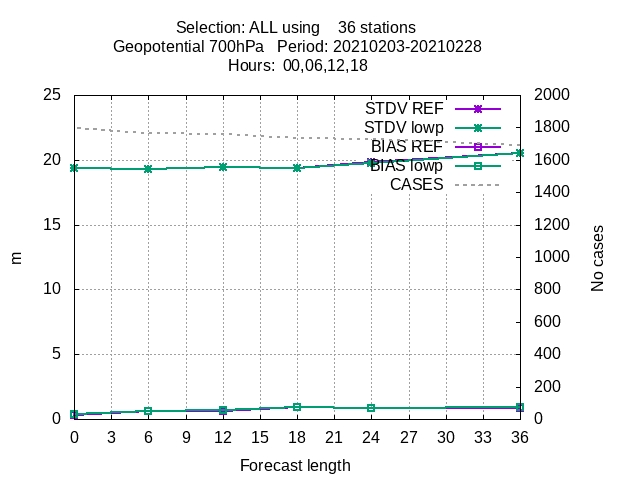 Selection: ALL using 36 stations
Geopotential 700hPa Period: 20210203-20210228
Hours: 00,06,12,18
25
20
15
10
5
0
m
STDV REF
STDV lowp
BIAS REF
BIAS lowp
CASES
2000
1800
1600
1400
1200
1000
800
600
400
200
0
No cases
0 3 6 9 12 15 18 21 24 27 30 33 36
Forecast length